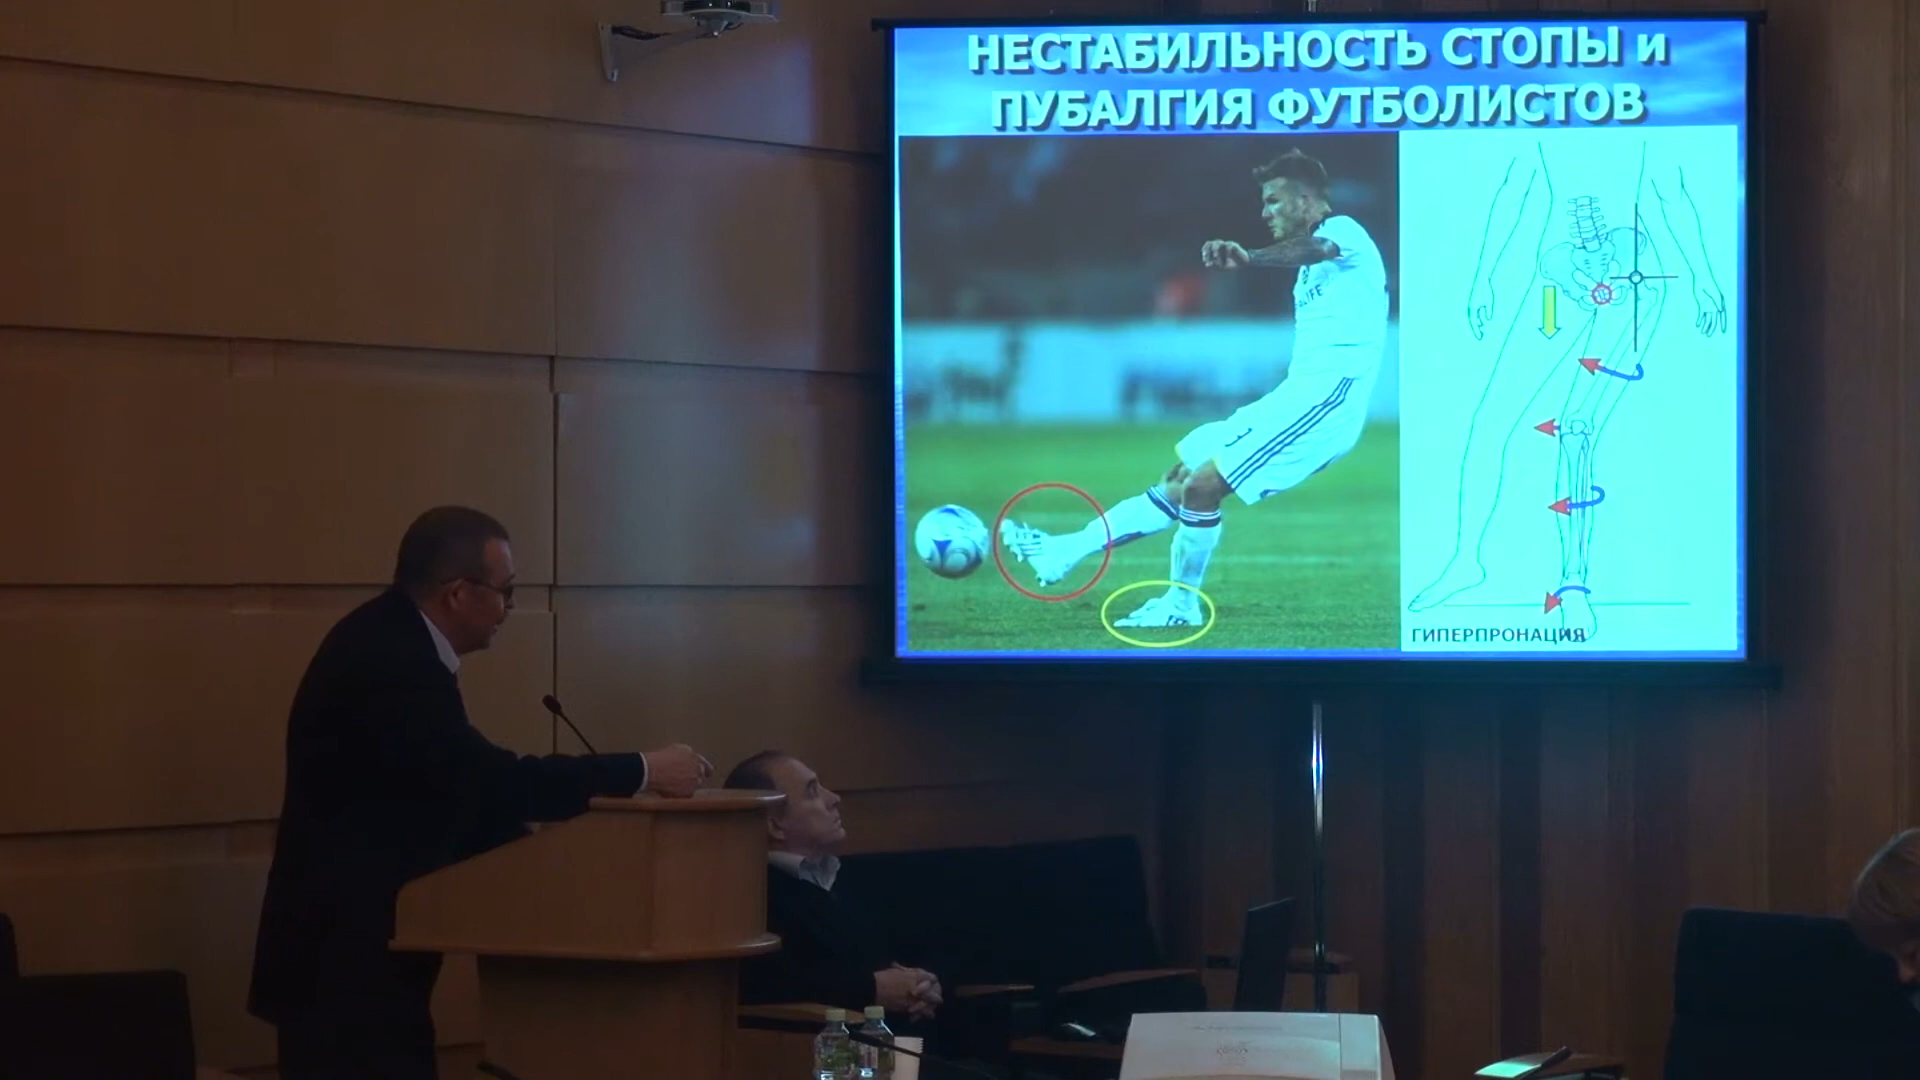 НЕСТАБИЛЬНОСТЬ СТОПЫ и
ПУБАЛГИЯ ФУТБОЛИСТОВ
ГИПЕРПРОНАЦИЯ